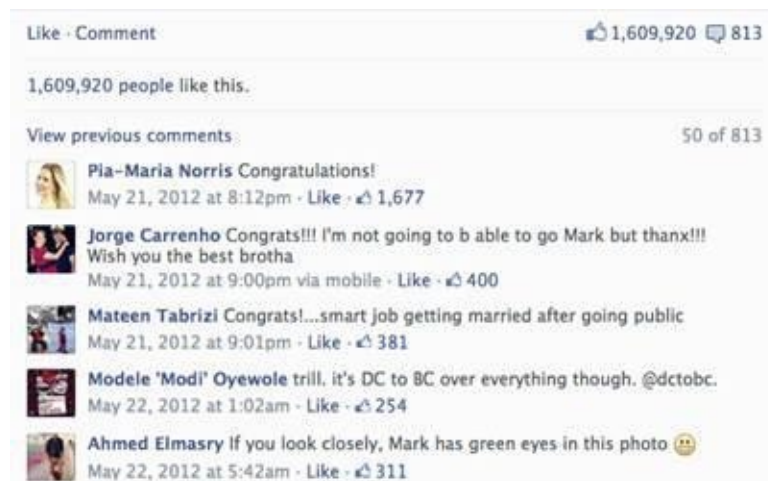 Like · Comment 1,609,920 813
1,609,920 people like this.
View previous comments 50 of 813
Pia-Maria Norris Congratulations!
May 21, 2012 at 8:12pm · Like · 1,677
Jorge Carrenho Congrats!!! I'm not going to b able to go Mark but thanx!!!
Wish you the best brotha
May 21, 2012 at 9:00pm via mobile · Like · 400
Mateen Tabrizi Congrats!...smart job getting married after going public
May 21, 2012 at 9:01pm · Like · 381
Modele 'Modi' Oyewole trill. it's DC to BC over everything though. @dctobc.
May 22, 2012 at 1:02am · Like · 254
Ahmed Elmasry If you look closely, Mark has green eyes in this photo
May 22, 2012 at 5:42am · Like · 311